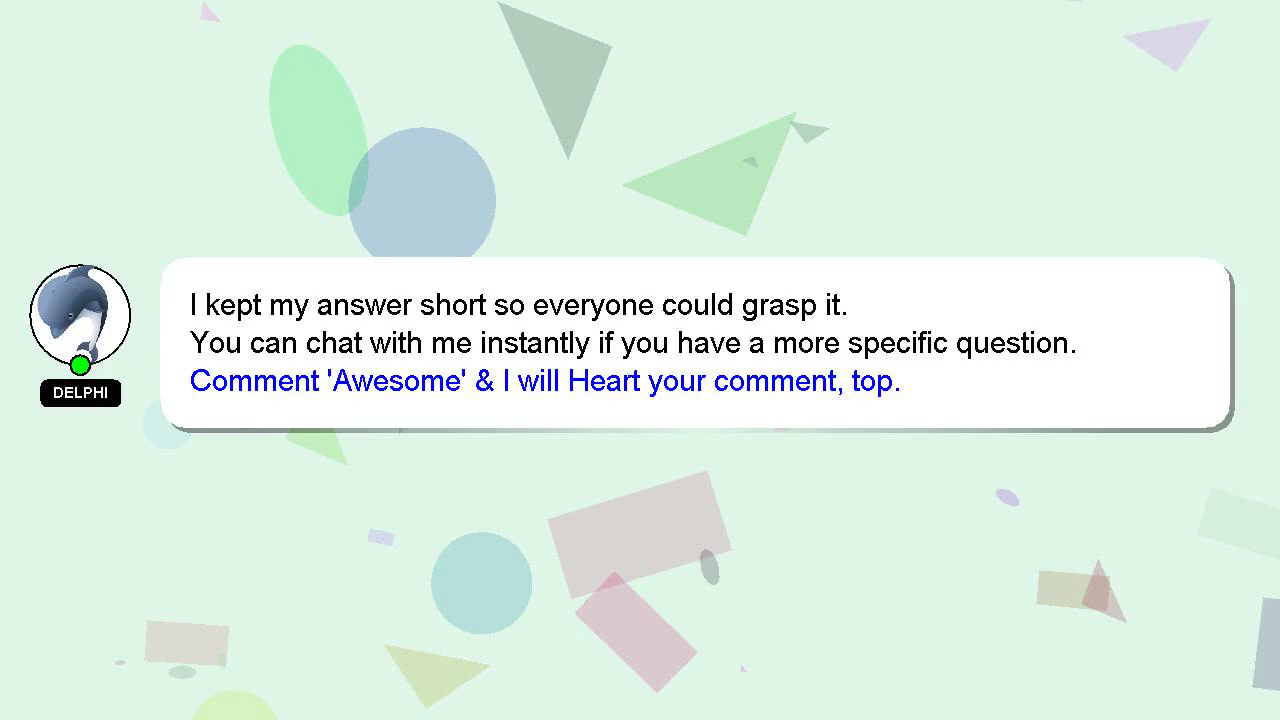 I kept my answer short so everyone could grasp it.
You can chat with me instantly if you have a more specific question.
Comment 'Awesome' & I will Heart your comment, top.
DELPHI